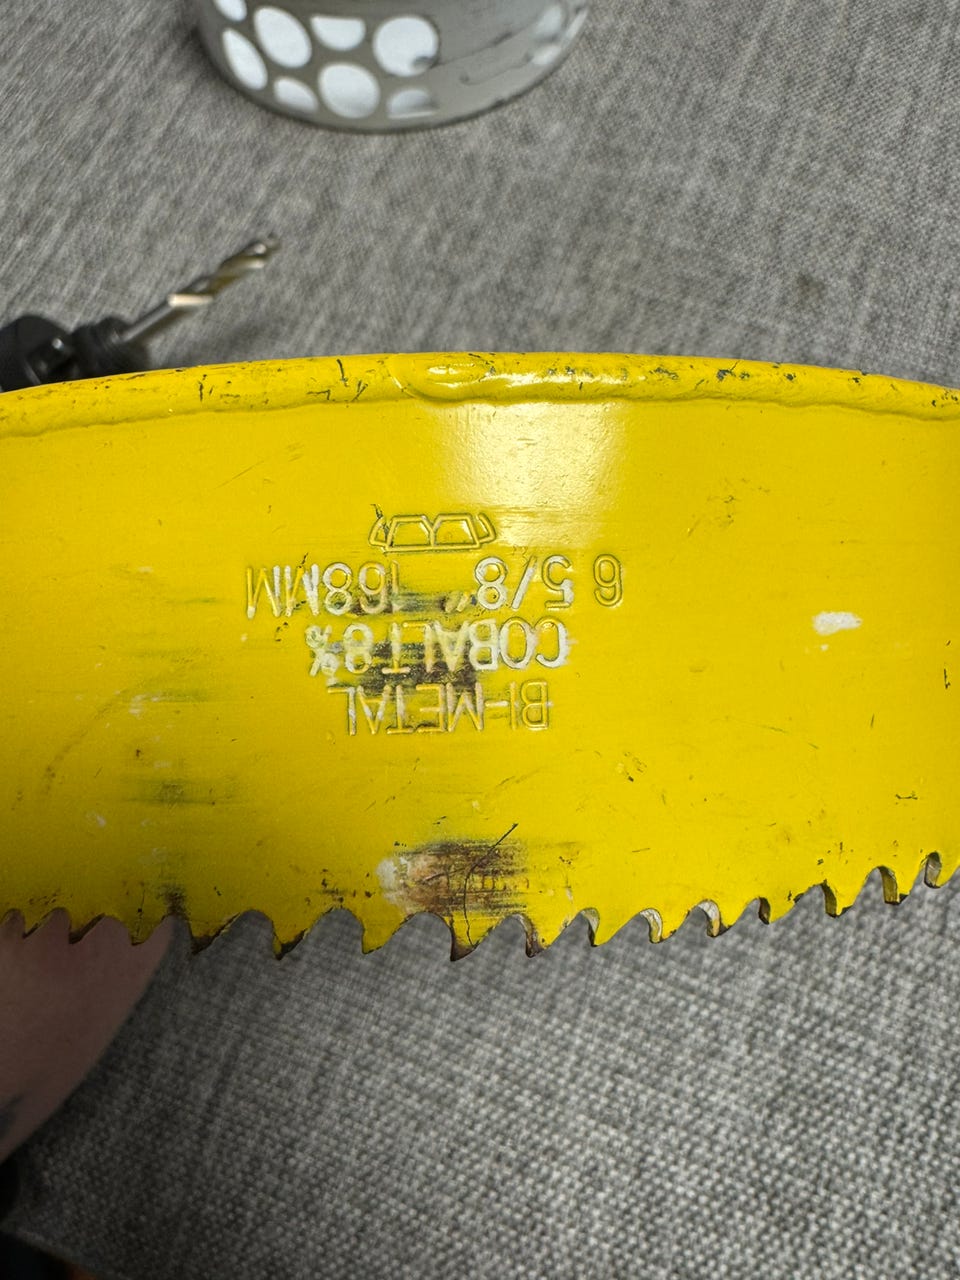 BI-METAL
COBALT 8%
6 5/8" 168MM